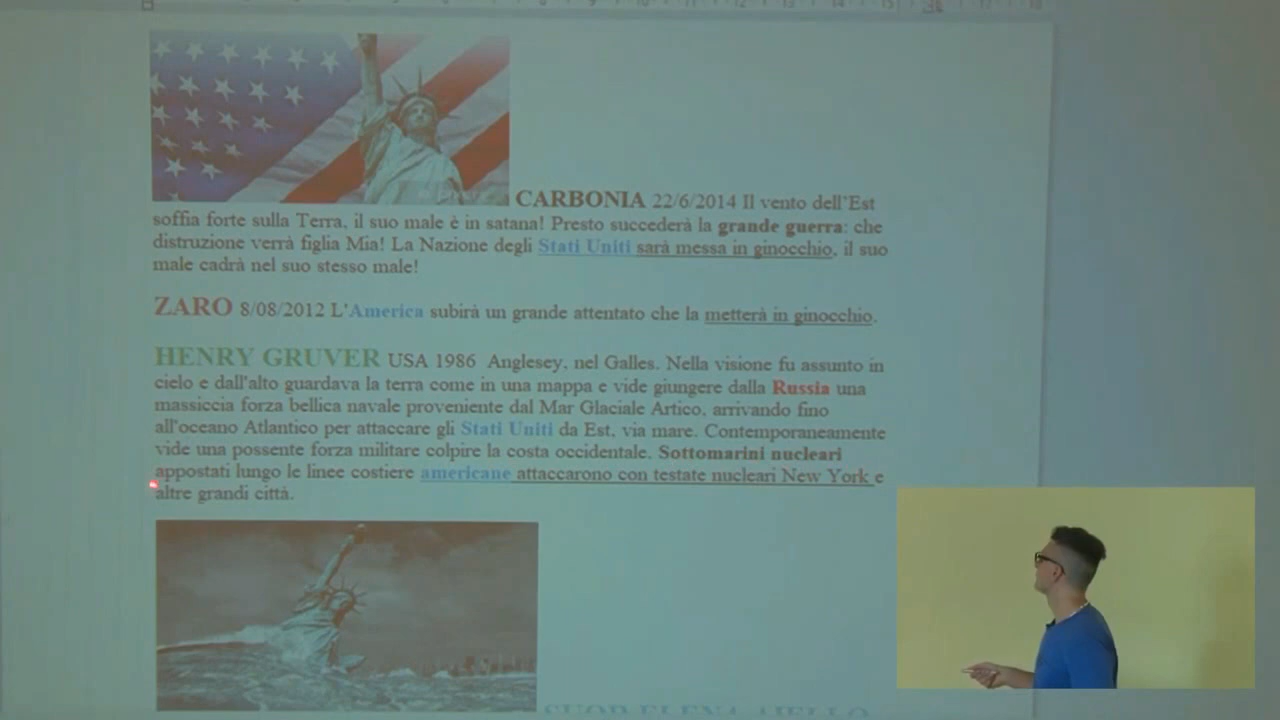 CARBONIA 22/6/2014 Il vento dell'Est
soffia forte sulla Terra, il suo male è in satana! Presto succederà la grande guerra: che
distruzione verrà figlia Mia! La Nazione degli Stati Uniti sarà messa in ginocchio, il suo
male cadrà nel suo stesso male!
ZARO 8/08/2012 L'America subirà un grande attentato che la metterà in ginocchio.
HENRY GRUVER USA 1986 Anglesey, nel Galles. Nella visione fu assunto in
cielo e dall'alto guardava la terra come in una mappa e vide giungere dalla Russia una
massiccia forza bellica navale proveniente dal Mar Glaciale Artico, arrivando fino
all'oceano Atlantico per attaccare gli Stati Uniti da Est, via mare. Contemporaneamente
vide una possente forza militare colpire la costa occidentale. Sottomarini nucleari
appostati lungo le linee costiere americane attaccarono con testate nucleari New York e
altre grandi città.
SUOR ELENA AIELLO